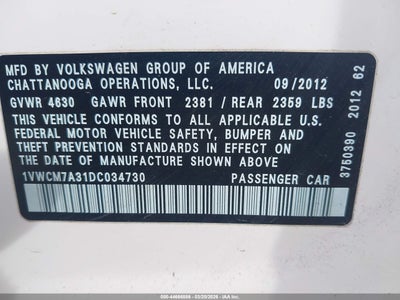 MFD BY VOLKSWAGEN GROUP OF AMERICA
CHATTANOOGA OPERATIONS, LLC. 09/2012
GVWR 4630 GAWR FRONT 2381 / REAR 2359 LBS
THIS VEHICLE CONFORMS TO ALL APPLICABLE U.S.
FEDERAL MOTOR VEHICLE SAFETY, BUMPER AND
THEFT PREVENTION STANDARDS IN EFFECT ON THE
DATE OF MANUFACTURE SHOWN ABOVE
1VWCM7A31DC034730 PASSENGER CAR
3750390 2012 62